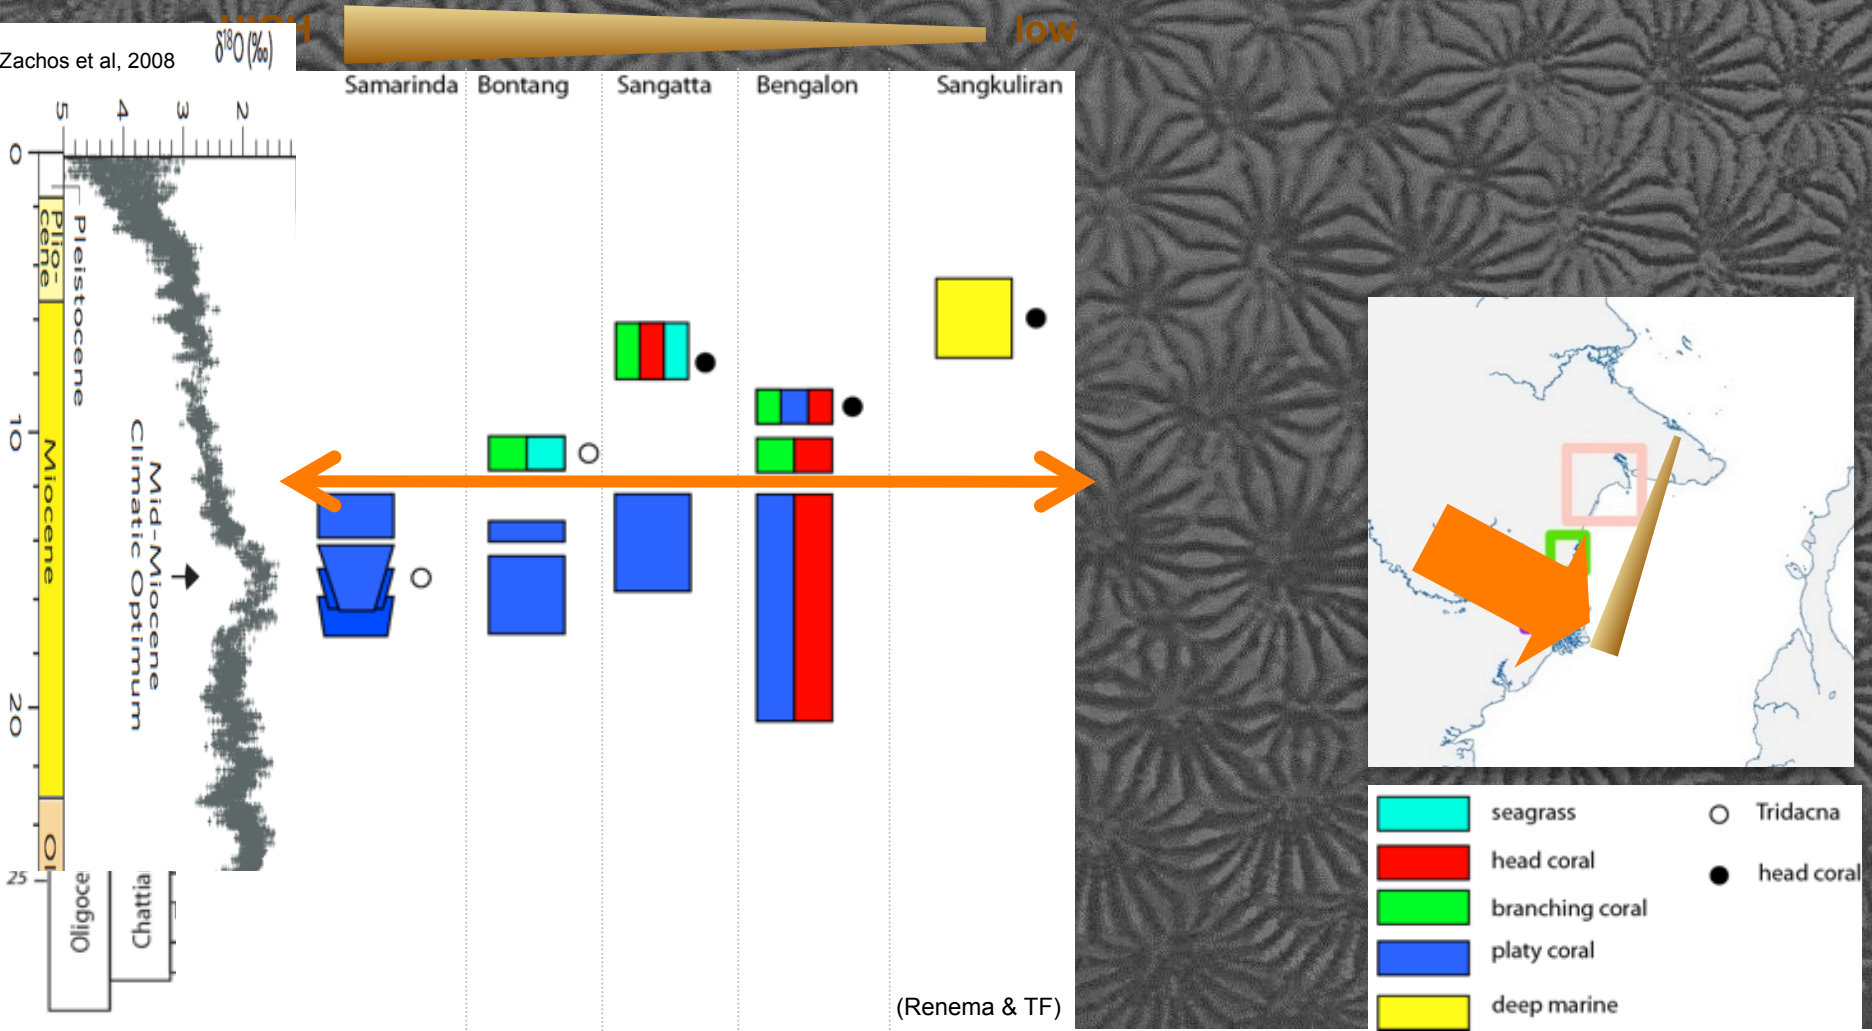 HIGH
low
Zachos et al, 2008
δ¹⁸O (‰)
5
4
3
2
Samarinda
Bontang
Sangatta
Bengalon
Sangkuliran
0
10
20
25
Pleistocene
Plio-
cene
Miocene
Ol
Mid-Miocene
Climatic Optimum
Oligoce
Chattia
(Renema & TF)
seagrass
head coral
branching coral
platy coral
deep marine
Tridacna
head coral